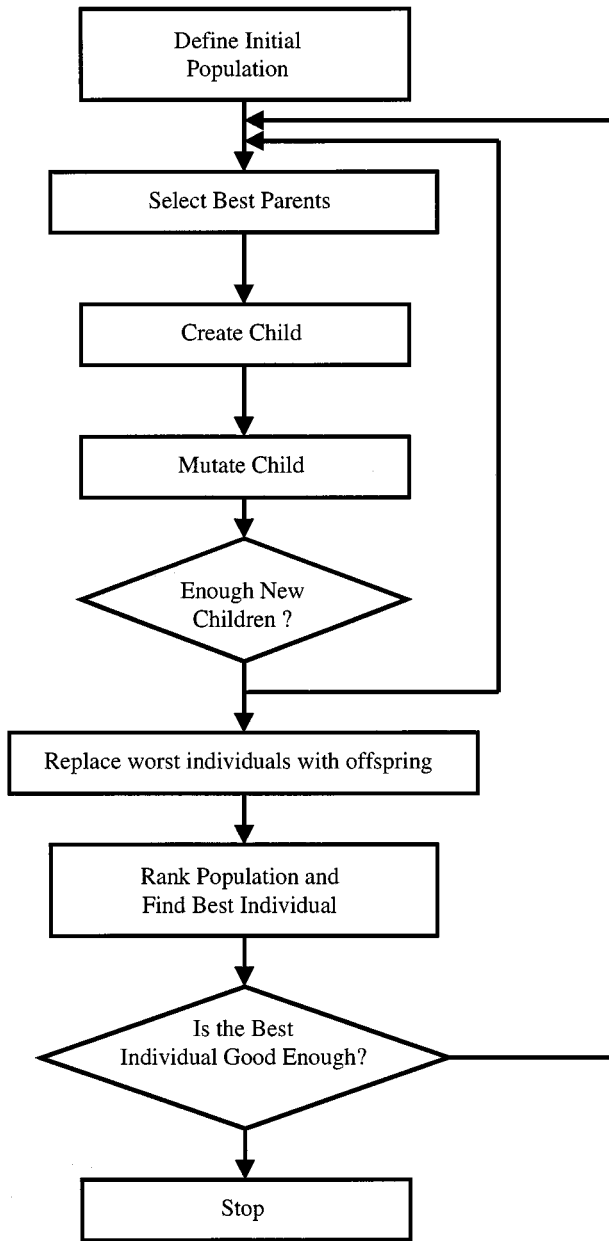 Define Initial
Population
Select Best Parents
Create Child
Mutate Child
Enough New
Children ?
Replace worst individuals with offspring
Rank Population and
Find Best Individual
Is the Best
Individual Good Enough?
Stop